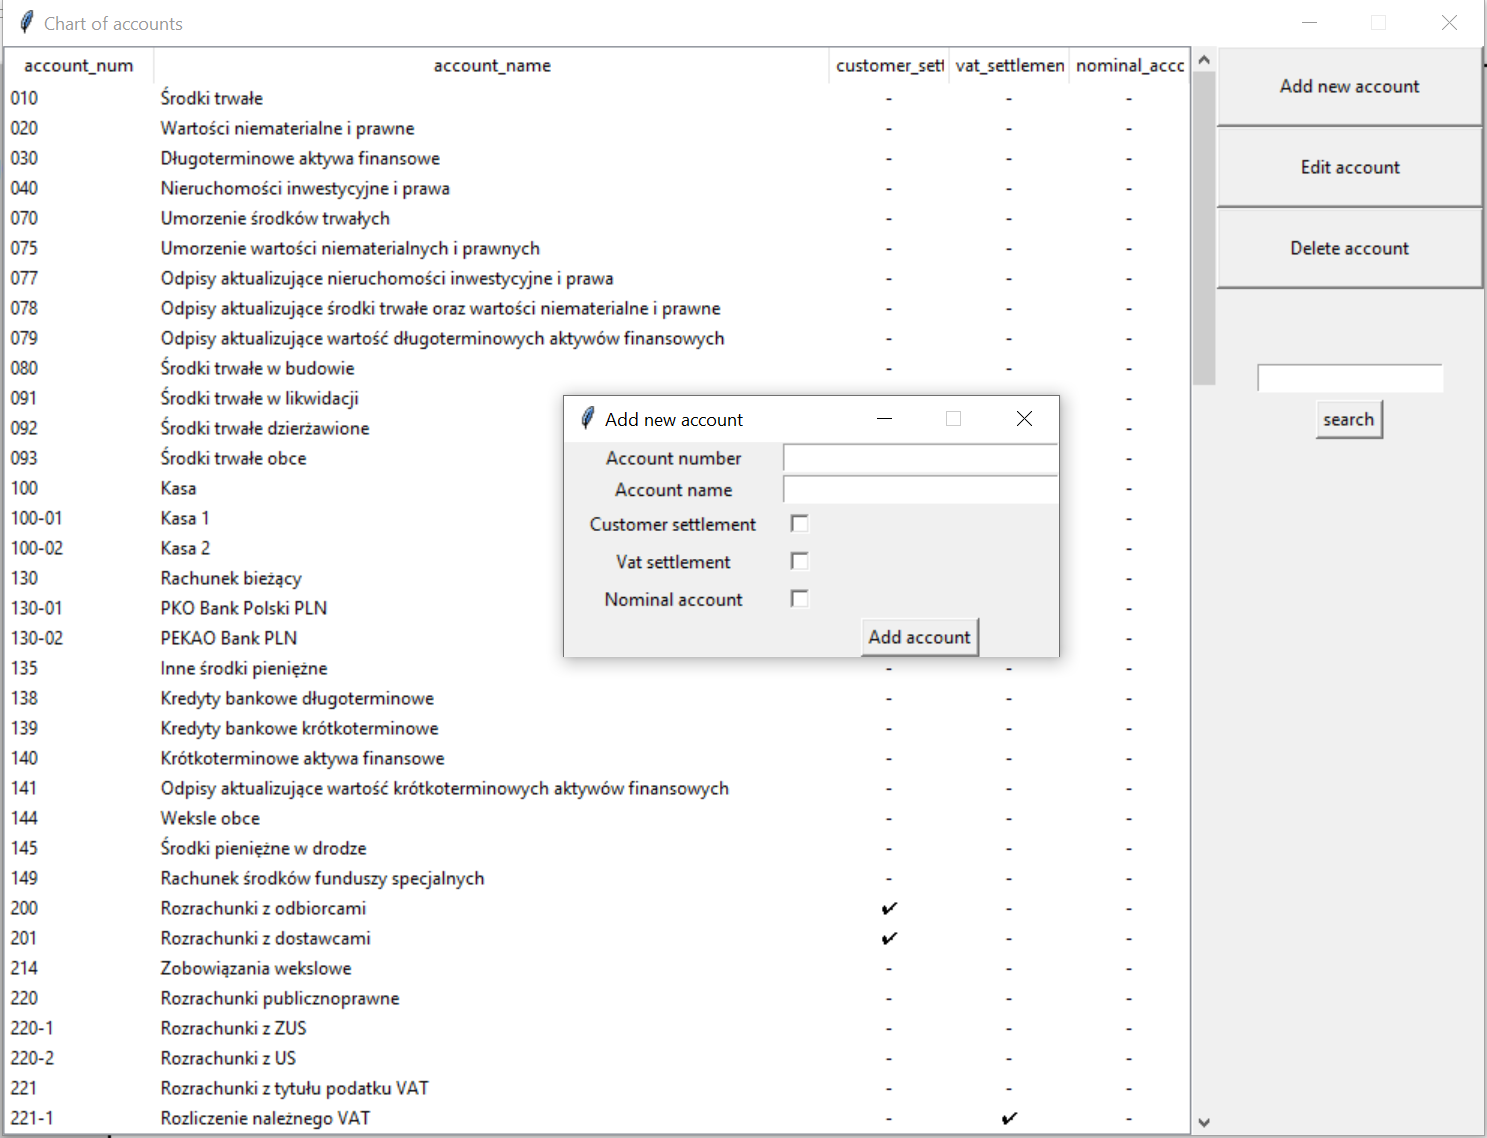 Chart of accounts
account_num account_name customer_sett vat_settlemen nominal_accc
010 Środki trwałe - - -
020 Wartości niematerialne i prawne - - -
030 Długoterminowe aktywa finansowe - - -
040 Nieruchomości inwestycyjne i prawa - - -
070 Umorzenie środków trwałych - - -
075 Umorzenie wartości niematerialnych i prawnych - - -
077 Odpisy aktualizujące nieruchomości inwestycyjne i prawa - - -
078 Odpisy aktualizujące środki trwałe oraz wartości niematerialne i prawne - - -
079 Odpisy aktualizujące wartość długoterminowych aktywów finansowych - - -
080 Środki trwałe w budowie - - -
091 Środki trwałe w likwidacji -
092 Środki trwałe dzierżawione -
093 Środki trwałe obce -
100 Kasa -
100-01 Kasa 1 -
100-02 Kasa 2 -
130 Rachunek bieżący -
130-01 PKO Bank Polski PLN -
130-02 PEKAO Bank PLN -
135 Inne środki pieniężne - - -
138 Kredyty bankowe długoterminowe - - -
139 Kredyty bankowe krótkoterminowe - - -
140 Krótkoterminowe aktywa finansowe - - -
141 Odpisy aktualizujące wartość krótkoterminowych aktywów finansowych - - -
144 Weksle obce - - -
145 Środki pieniężne w drodze - - -
149 Rachunek środków funduszy specjalnych - - -
200 Rozrachunki z odbiorcami ✔ - -
201 Rozrachunki z dostawcami ✔ - -
214 Zobowiązania wekslowe - - -
220 Rozrachunki publicznoprawne - - -
220-1 Rozrachunki z ZUS - - -
220-2 Rozrachunki z US - - -
221 Rozrachunki z tytułu podatku VAT - - -
221-1 Rozliczenie należnego VAT - ✔ -
Add new account
Edit account
Delete account
search
Add new account
Account number
Account name
Customer settlement
Vat settlement
Nominal account
Add account